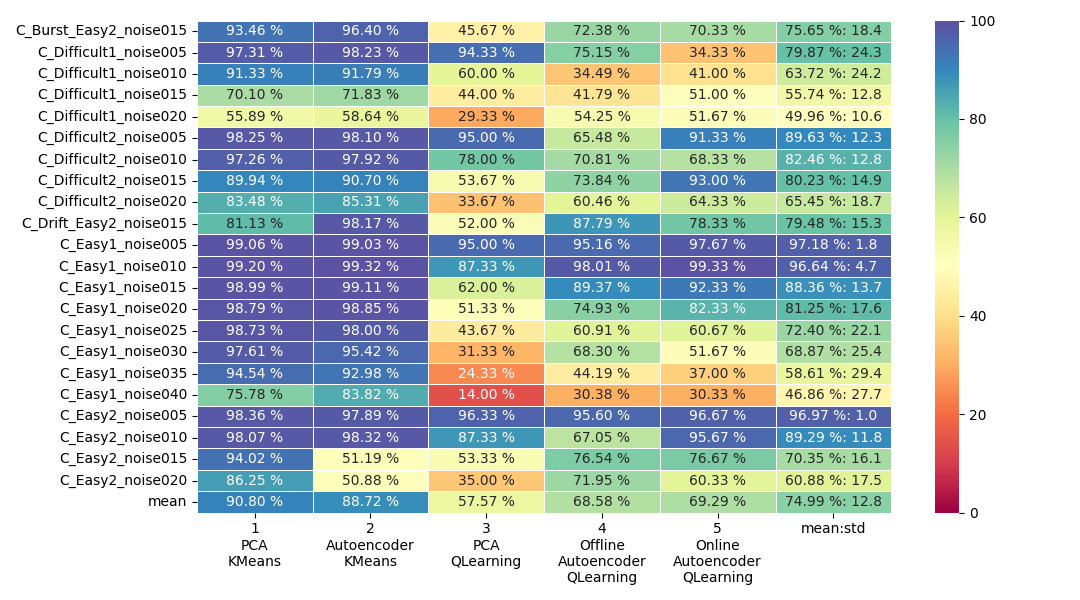 C_Burst_Easy2_noise015 93.46 % 96.40 % 45.67 % 72.38 % 70.33 % 75.65 %: 18.4
C_Difficult1_noise005 97.31 % 98.23 % 94.33 % 75.15 % 34.33 % 79.87 %: 24.3
C_Difficult1_noise010 91.33 % 91.79 % 60.00 % 34.49 % 41.00 % 63.72 %: 24.2
C_Difficult1_noise015 70.10 % 71.83 % 44.00 % 41.79 % 51.00 % 55.74 %: 12.8
C_Difficult1_noise020 55.89 % 58.64 % 29.33 % 54.25 % 51.67 % 49.96 %: 10.6
C_Difficult2_noise005 98.25 % 98.10 % 95.00 % 65.48 % 91.33 % 89.63 %: 12.3
C_Difficult2_noise010 97.26 % 97.92 % 78.00 % 70.81 % 68.33 % 82.46 %: 12.8
C_Difficult2_noise015 89.94 % 90.70 % 53.67 % 73.84 % 93.00 % 80.23 %: 14.9
C_Difficult2_noise020 83.48 % 85.31 % 33.67 % 60.46 % 64.33 % 65.45 %: 18.7
C_Drift_Easy2_noise015 81.13 % 98.17 % 52.00 % 87.79 % 78.33 % 79.48 %: 15.3
C_Easy1_noise005 99.06 % 99.03 % 95.00 % 95.16 % 97.67 % 97.18 %: 1.8
C_Easy1_noise010 99.20 % 99.32 % 87.33 % 98.01 % 99.33 % 96.64 %: 4.7
C_Easy1_noise015 98.99 % 99.11 % 62.00 % 89.37 % 92.33 % 88.36 %: 13.7
C_Easy1_noise020 98.79 % 98.85 % 51.33 % 74.93 % 82.33 % 81.25 %: 17.6
C_Easy1_noise025 98.73 % 98.00 % 43.67 % 60.91 % 60.67 % 72.40 %: 22.1
C_Easy1_noise030 97.61 % 95.42 % 31.33 % 68.30 % 51.67 % 68.87 %: 25.4
C_Easy1_noise035 94.54 % 92.98 % 24.33 % 44.19 % 37.00 % 58.61 %: 29.4
C_Easy1_noise040 75.78 % 83.82 % 14.00 % 30.38 % 30.33 % 46.86 %: 27.7
C_Easy2_noise005 98.36 % 97.89 % 96.33 % 95.60 % 96.67 % 96.97 %: 1.0
C_Easy2_noise010 98.07 % 98.32 % 87.33 % 67.05 % 95.67 % 89.29 %: 11.8
C_Easy2_noise015 94.02 % 51.19 % 53.33 % 76.54 % 76.67 % 70.35 %: 16.1
C_Easy2_noise020 86.25 % 50.88 % 35.00 % 71.95 % 60.33 % 60.88 %: 17.5
mean 90.80 % 88.72 % 57.57 % 68.58 % 69.29 % 74.99 %: 12.8
1 2 3 4 5 mean:std
PCA Autoencoder PCA Offline Online
KMeans KMeans QLearning Autoencoder Autoencoder
QLearning QLearning
100
80
60
40
20
0